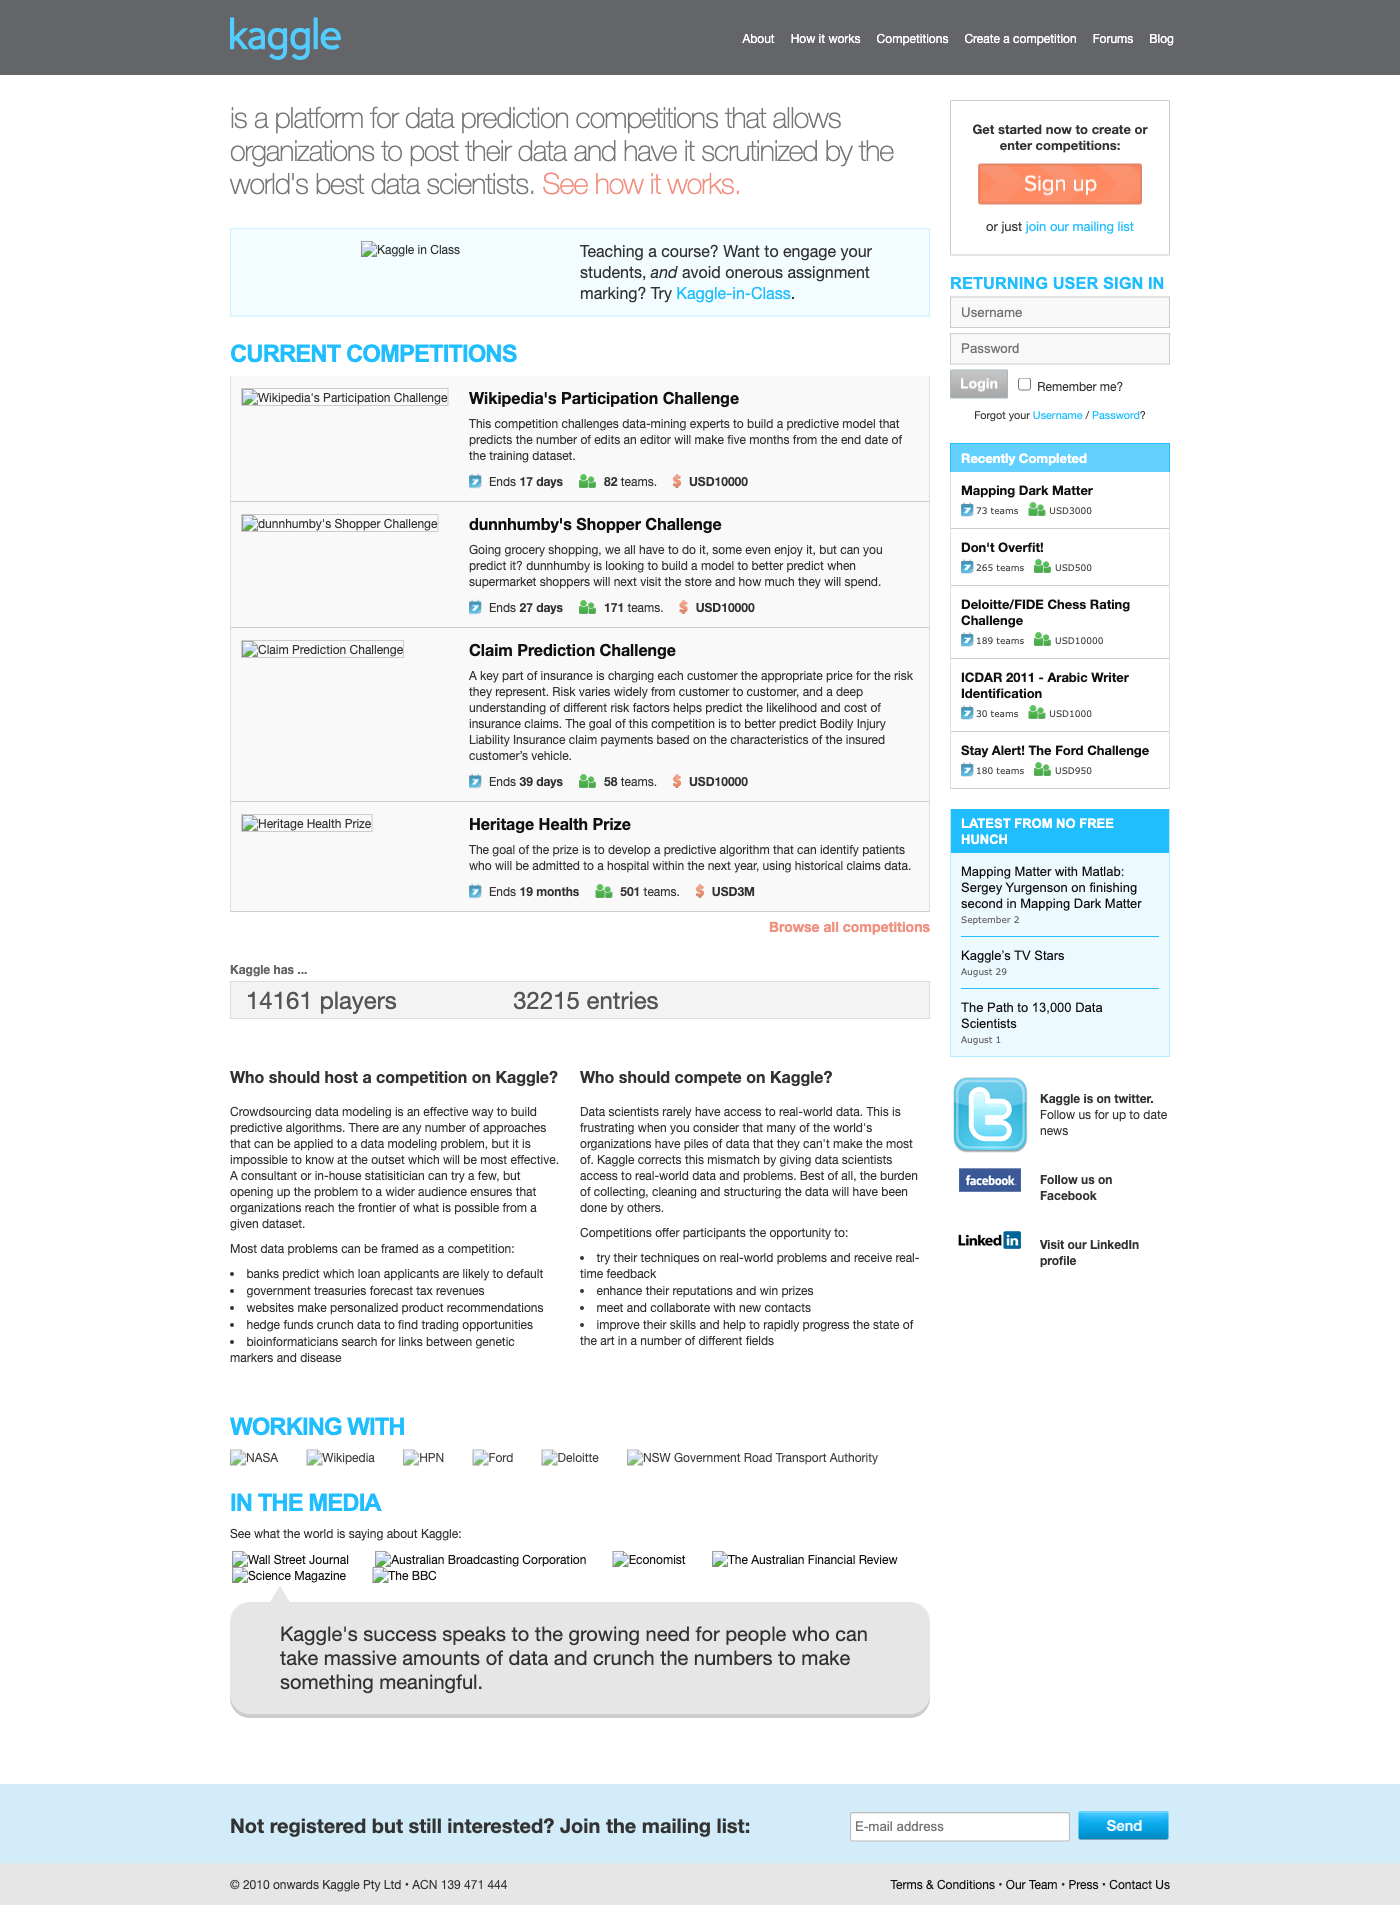 kaggle
About How it works Competitions Create a competition Forums Blog
is a platform for data prediction competitions that allows
organizations to post their data and have it scrutinized by the
world's best data scientists. See how it works.
Kaggle in Class
Teaching a course? Want to engage your
students, and avoid onerous assignment
marking? Try Kaggle-in-Class.
CURRENT COMPETITIONS
Wikipedia's Participation Challenge
Wikipedia's Participation Challenge
This competition challenges data-mining experts to build a predictive model that
predicts the number of edits an editor will make five months from the end date of
the training dataset.
Ends 17 days 82 teams. USD10000
dunnhumby's Shopper Challenge
dunnhumby's Shopper Challenge
Going grocery shopping, we all have to do it, some even enjoy it, but can you
predict it? dunnhumby is looking to build a model to better predict when
supermarket shoppers will next visit the store and how much they will spend.
Ends 27 days 171 teams. USD10000
Claim Prediction Challenge
Claim Prediction Challenge
A key part of insurance is charging each customer the appropriate price for the risk
they represent. Risk varies widely from customer to customer, and a deep
understanding of different risk factors helps predict the likelihood and cost of
insurance claims. The goal of this competition is to better predict Bodily Injury
Liability Insurance claim payments based on the characteristics of the insured
customer’s vehicle.
Ends 39 days 58 teams. USD10000
Heritage Health Prize
Heritage Health Prize
The goal of the prize is to develop a predictive algorithm that can identify patients
who will be admitted to a hospital within the next year, using historical claims data.
Ends 19 months 501 teams. USD3M
Browse all competitions
Kaggle has ...
14161 players 32215 entries
Who should host a competition on Kaggle?
Crowdsourcing data modeling is an effective way to build
predictive algorithms. There are any number of approaches
that can be applied to a data modeling problem, but it is
impossible to know at the outset which will be most effective.
A consultant or in-house statisitician can try a few, but
opening up the problem to a wider audience ensures that
organizations reach the frontier of what is possible from a
given dataset.
Most data problems can be framed as a competition:
• banks predict which loan applicants are likely to default
• government treasuries forecast tax revenues
• websites make personalized product recommendations
• hedge funds crunch data to find trading opportunities
• bioinformaticians search for links between genetic
markers and disease
Who should compete on Kaggle?
Data scientists rarely have access to real-world data. This is
frustrating when you consider that many of the world's
organizations have piles of data that they can't make the most
of. Kaggle corrects this mismatch by giving data scientists
access to real-world data and problems. Best of all, the burden
of collecting, cleaning and structuring the data will have been
done by others.
Competitions offer participants the opportunity to:
• try their techniques on real-world problems and receive real-
time feedback
• enhance their reputations and win prizes
• meet and collaborate with new contacts
• improve their skills and help to rapidly progress the state of
the art in a number of different fields
WORKING WITH
NASA Wikipedia HPN Ford Deloitte NSW Government Road Transport Authority
IN THE MEDIA
See what the world is saying about Kaggle:
Wall Street Journal Australian Broadcasting Corporation Economist The Australian Financial Review
Science Magazine The BBC
Kaggle's success speaks to the growing need for people who can
take massive amounts of data and crunch the numbers to make
something meaningful.
Get started now to create or
enter competitions:
Sign up
or just join our mailing list
RETURNING USER SIGN IN
Username
Password
Login Remember me?
Forgot your Username / Password?
Recently Completed
Mapping Dark Matter
73 teams USD3000
Don't Overfit!
265 teams USD500
Deloitte/FIDE Chess Rating
Challenge
189 teams USD10000
ICDAR 2011 - Arabic Writer
Identification
30 teams USD1000
Stay Alert! The Ford Challenge
180 teams USD950
LATEST FROM NO FREE
HUNCH
Mapping Matter with Matlab:
Sergey Yurgenson on finishing
second in Mapping Dark Matter
September 2
Kaggle’s TV Stars
August 29
The Path to 13,000 Data
Scientists
August 1
t
Kaggle is on twitter.
Follow us for up to date
news
facebook
Follow us on
Facebook
Linked in
Visit our LinkedIn
profile
Not registered but still interested? Join the mailing list:
E-mail address
Send
© 2010 onwards Kaggle Pty Ltd • ACN 139 471 444
Terms & Conditions • Our Team • Press • Contact Us